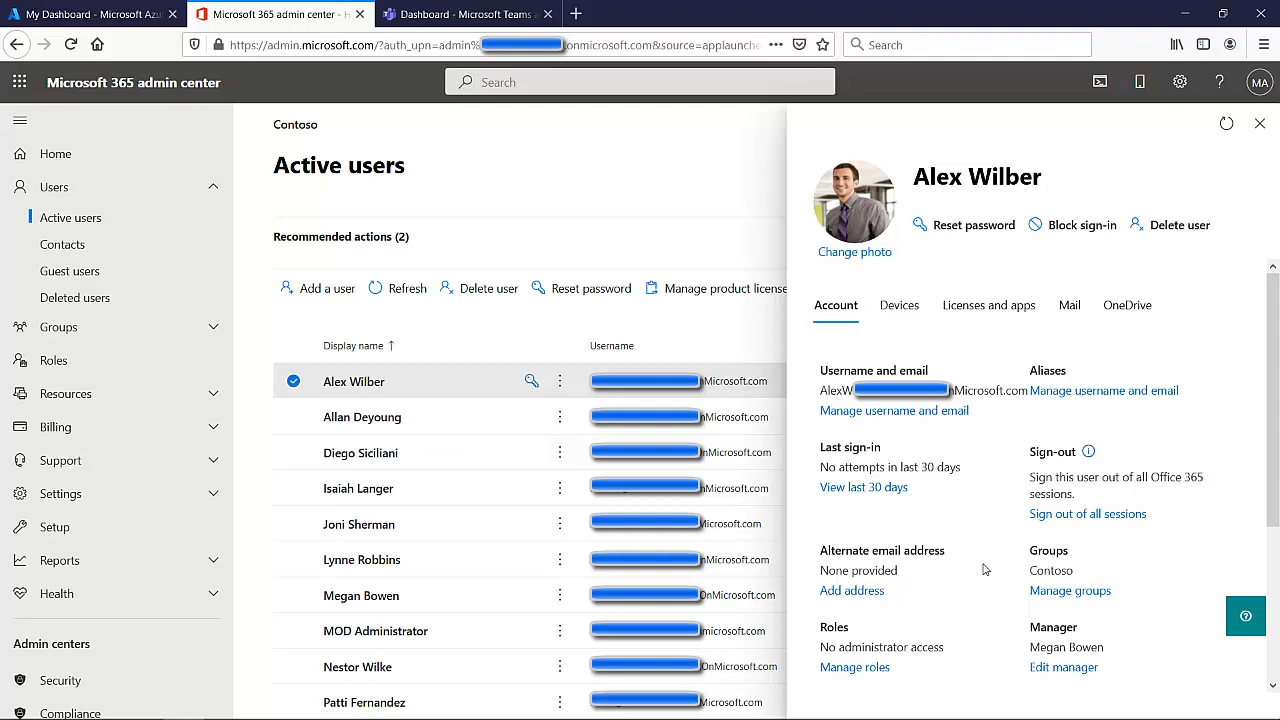 My Dashboard - Microsoft Azu
Microsoft 365 admin center - H
Dashboard - Microsoft Teams a
https://admin.microsoft.com/?auth_upn=admin%
onmicrosoft.com&source=applaunche
Search
Microsoft 365 admin center
Search
MA
Home
Users
Active users
Contacts
Guest users
Deleted users
Groups
Roles
Resources
Billing
Support
Settings
Setup
Reports
Health
Admin centers
Security
Compliance
Contoso
Active users
Recommended actions (2)
Add a user
Refresh
Delete user
Reset password
Manage product license
Display name ↑
Username
Alex Wilber
nMicrosoft.com
Allan Deyoung
nMicrosoft.com
Diego Siciliani
OnMicrosoft.com
Isaiah Langer
nMicrosoft.com
Joni Sherman
Microsoft.com
Lynne Robbins
nMicrosoft.com
Megan Bowen
OnMicrosoft.com
MOD Administrator
microsoft.com
Nestor Wilke
OnMicrosoft.com
Patti Fernandez
Microsoft.com
Alex Wilber
Change photo
Reset password
Block sign-in
Delete user
Account
Devices
Licenses and apps
Mail
OneDrive
Username and email
AlexW
nMicrosoft.com
Manage username and email
Aliases
Manage username and email
Last sign-in
No attempts in last 30 days
View last 30 days
Sign-out
Sign this user out of all Office 365
sessions.
Sign out of all sessions
Alternate email address
None provided
Add address
Groups
Contoso
Manage groups
Roles
No administrator access
Manage roles
Manager
Megan Bowen
Edit manager